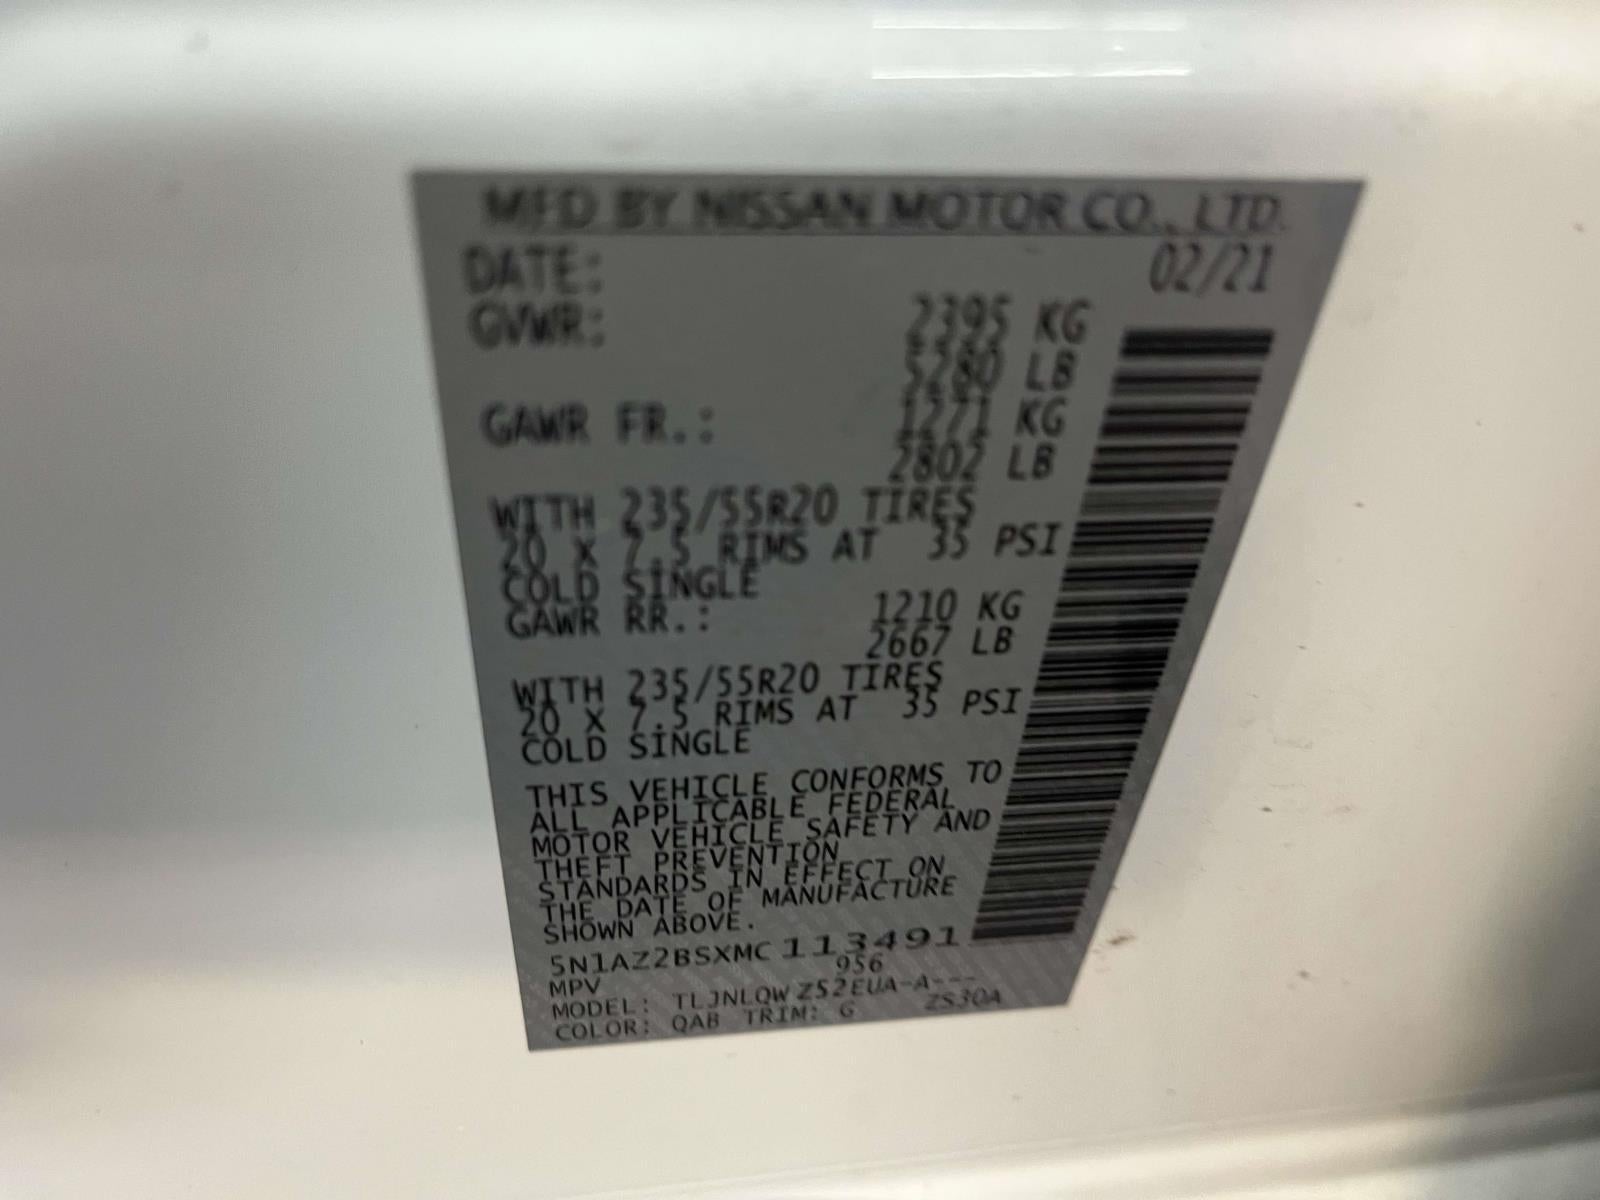 MFD BY NISSAN MOTOR CO., LTD.
DATE: 02/21
GVWR: 2395 KG
5280 LB
GAWR FR.: 1271 KG
2802 LB
WITH 235/55R20 TIRES
20 X 7.5 RIMS AT 35 PSI
COLD SINGLE
GAWR RR.: 1210 KG
2667 LB
WITH 235/55R20 TIRES
20 X 7.5 RIMS AT 35 PSI
COLD SINGLE
THIS VEHICLE CONFORMS TO
ALL APPLICABLE FEDERAL
MOTOR VEHICLE SAFETY AND
THEFT PREVENTION
STANDARDS IN EFFECT ON
THE DATE OF MANUFACTURE
SHOWN ABOVE.
5N1AZ2BSXMC113491
MPV 956
MODEL: TLJNLQWZ52EUA-A---
COLOR: QAB TRIM: G ZS30A